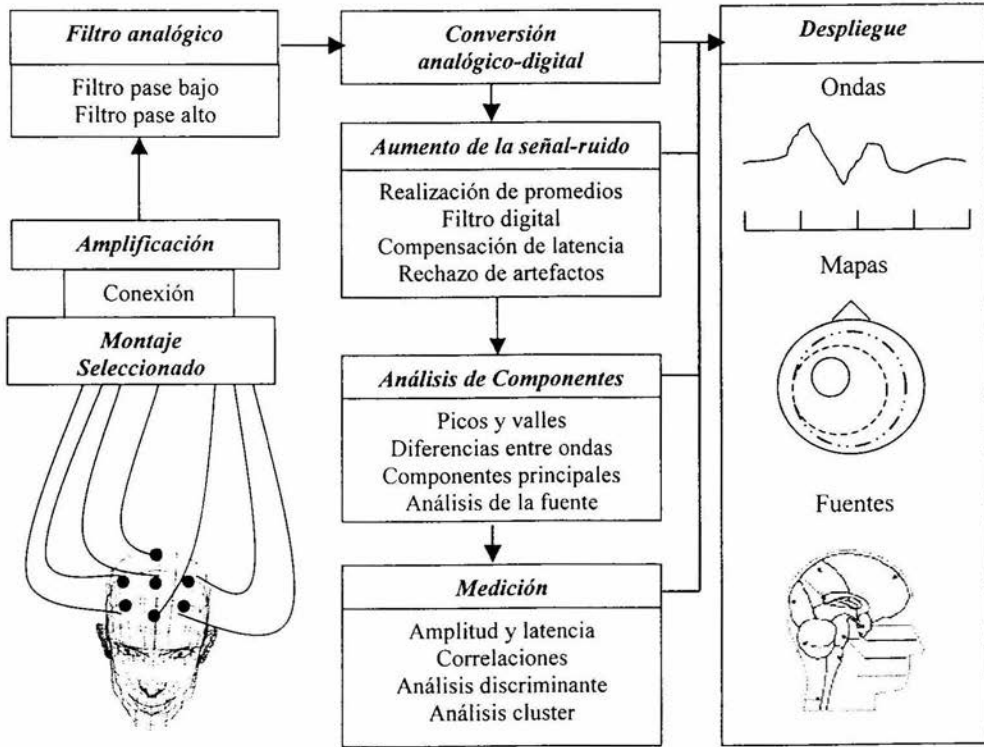 Filtro analógico
Filtro pase bajo
Filtro pase alto
Amplificación
Conexión
Montaje
Seleccionado
Conversión
analógico-digital
Aumento de la señal-ruido
Realización de promedios
Filtro digital
Compensación de latencia
Rechazo de artefactos
Análisis de Componentes
Picos y valles
Diferencias entre ondas
Componentes principales
Análisis de la fuente
Medición
Amplitud y latencia
Correlaciones
Análisis discriminante
Análisis cluster
Despliegue
Ondas
Mapas
Fuentes